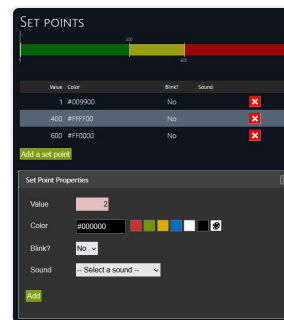 SET POINTS
400
600
Value Color Blink? Sound
1 #009900 No
400 #FFFF00 No
600 #FF0000 No
Add a set point
Set Point Properties
Value 2
Color #000000
Blink? No
Sound -- Select a sound --
Add